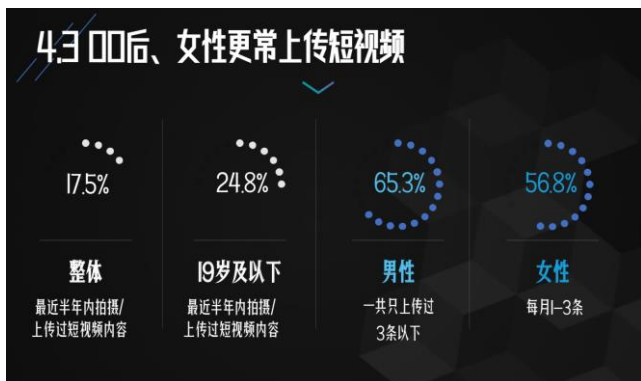 4.3 00后、女性更常上传短视频
17.5%
24.8%
65.3%
56.8%
整体
19岁及以下
男性
女性
最近半年内拍摄/
上传过短视频内容
最近半年内拍摄/
上传过短视频内容
一共只上传过
3条以下
每月1-3条